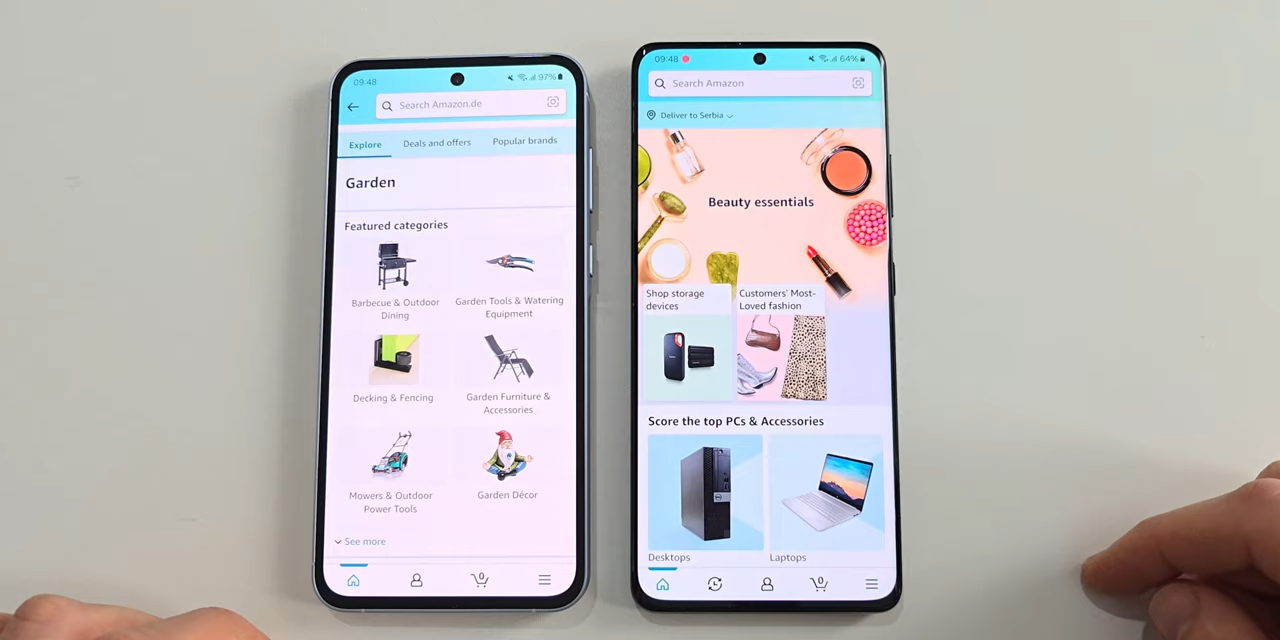 09:48
97%
Search Amazon.de
Explore
Deals and offers
Popular brands
Garden
Featured categories
Barbecue & Outdoor
Dining
Garden Tools & Watering
Equipment
Decking & Fencing
Garden Furniture &
Accessories
Mowers & Outdoor
Power Tools
Garden Décor
See more
0
09:48
64%
Search Amazon
Deliver to Serbia
Beauty essentials
Shop storage
devices
Customers' Most-
Loved fashion
Score the top PCs & Accessories
Desktops
Laptops
0